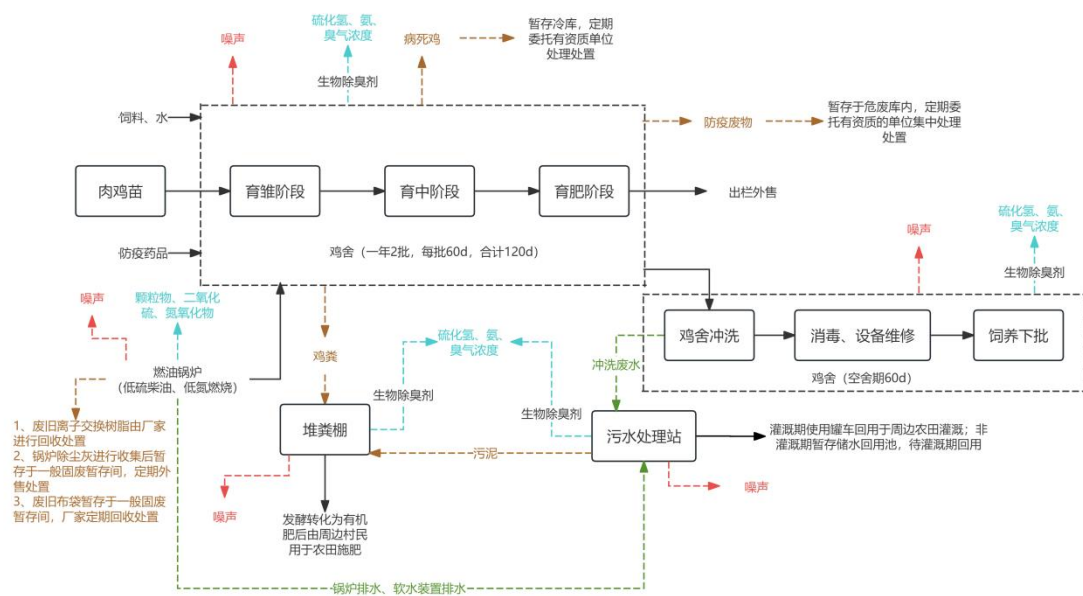 噪声
硫化氢、氨、
臭气浓度
生物除臭剂
病死鸡
暂存冷库，定期
委托有资质单位
处理处置
饲料、水
防疫废物
暂存于危废库内，定期委
托有资质的单位集中处理
处置
肉鸡苗
育雏阶段
育中阶段
育肥阶段
出栏外售
防疫药品
鸡舍（一年2批，每批60d，合计120d）
噪声
硫化氢、氨、
臭气浓度
生物除臭剂
噪声
颗粒物、二氧化
硫、氮氧化物
鸡舍冲洗
消毒、设备维修
饲养下批
鸡舍（空舍期60d）
燃油锅炉
（低硫柴油、低氮燃烧）
鸡粪
硫化氢、氨、
臭气浓度
冲洗废水
生物除臭剂
生物除臭剂
1、废旧离子交换树脂由厂家
进行回收处置
2、锅炉除尘灰进行收集后暂
存于一般固废暂存间，定期外
售处置
3、废旧布袋暂存于一般固废
暂存间，厂家定期回收处置
堆粪棚
污泥
污水处理站
灌溉期使用罐车回用于周边农田灌溉；非
灌溉期暂存储水回用池，待灌溉期回用
噪声
噪声
发酵转化为有机
肥后由周边村民
用于农田施肥
锅炉排水、软水装置排水